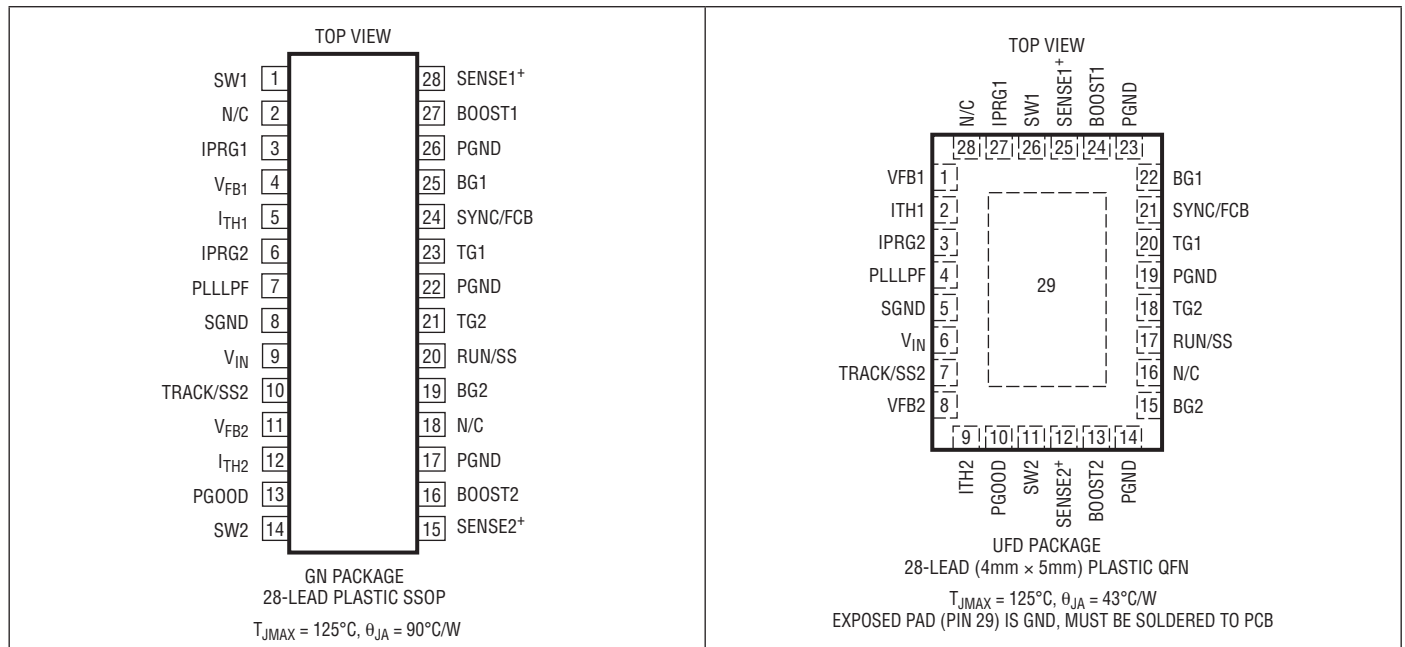 TOP VIEW
SW1 1
N/C 2
IPRG1 3
VFB1 4
ITH1 5
IPRG2 6
PLLLPF 7
SGND 8
VIN 9
TRACK/SS2 10
VFB2 11
ITH2 12
PGOOD 13
SW2 14
28 SENSE1+
27 BOOST1
26 PGND
25 BG1
24 SYNC/FCB
23 TG1
22 PGND
21 TG2
20 RUN/SS
19 BG2
18 N/C
17 PGND
16 BOOST2
15 SENSE2+
GN PACKAGE
28-LEAD PLASTIC SSOP
TJMAX = 125°C, θJA = 90°C/W
TOP VIEW
N/C
IPRG1
SW1
SENSE1+
BOOST1
PGND
28 27 26 25 24 23
VFB1 1
ITH1 2
IPRG2 3
PLLLPF 4
SGND 5
VIN 6
TRACK/SS2 7
VFB2 8
29
22 BG1
21 SYNC/FCB
20 TG1
19 PGND
18 TG2
17 RUN/SS
16 N/C
15 BG2
9 10 11 12 13 14
ITH2
PGOOD
SW2
SENSE2+
BOOST2
PGND
UFD PACKAGE
28-LEAD (4mm × 5mm) PLASTIC QFN
TJMAX = 125°C, θJA = 43°C/W
EXPOSED PAD (PIN 29) IS GND, MUST BE SOLDERED TO PCB